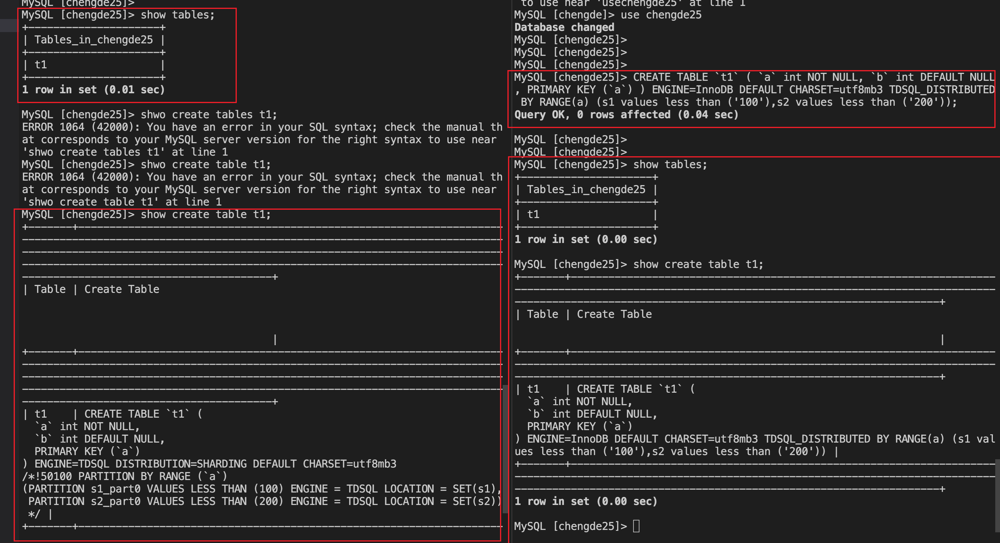 MySQL [chengde25]>
MySQL [chengde25]> show tables;
+---------------------+
| Tables_in_chengde25 |
+---------------------+
| t1                  |
+---------------------+
1 row in set (0.01 sec)
MySQL [chengde25]> shwo create tables t1;
ERROR 1064 (42000): You have an error in your SQL syntax; check the manual th
at corresponds to your MySQL server version for the right syntax to use near
'shwo create tables t1' at line 1
MySQL [chengde25]> shwo create table t1;
ERROR 1064 (42000): You have an error in your SQL syntax; check the manual th
at corresponds to your MySQL server version for the right syntax to use near
'shwo create table t1' at line 1
MySQL [chengde25]> show create table t1;
| Table | Create Table
|
| t1    | CREATE TABLE `t1` (
  `a` int NOT NULL,
  `b` int DEFAULT NULL,
  PRIMARY KEY (`a`)
) ENGINE=TDSQL DISTRIBUTION=SHARDING DEFAULT CHARSET=utf8mb3
/*!50100 PARTITION BY RANGE (`a`)
(PARTITION s1_part0 VALUES LESS THAN (100) ENGINE = TDSQL LOCATION = SET(s1),
 PARTITION s2_part0 VALUES LESS THAN (200) ENGINE = TDSQL LOCATION = SET(s2))
 */ |
to use near 'usechengde25' at line 1
MySQL [chengde]> use chengde25
Database changed
MySQL [chengde25]>
MySQL [chengde25]>
MySQL [chengde25]>
MySQL [chengde25]> CREATE TABLE `t1` ( `a` int NOT NULL, `b` int DEFAULT NULL
, PRIMARY KEY (`a`) ) ENGINE=InnoDB DEFAULT CHARSET=utf8mb3 TDSQL_DISTRIBUTED
 BY RANGE(a) (s1 values less than ('100'),s2 values less than ('200'));
Query OK, 0 rows affected (0.04 sec)
MySQL [chengde25]>
MySQL [chengde25]>
MySQL [chengde25]> show tables;
+---------------------+
| Tables_in_chengde25 |
+---------------------+
| t1                  |
+---------------------+
1 row in set (0.00 sec)
MySQL [chengde25]> show create table t1;
| Table | Create Table
|
| t1    | CREATE TABLE `t1` (
  `a` int NOT NULL,
  `b` int DEFAULT NULL,
  PRIMARY KEY (`a`)
) ENGINE=InnoDB DEFAULT CHARSET=utf8mb3 TDSQL_DISTRIBUTED BY RANGE(a) (s1 val
ues less than ('100'),s2 values less than ('200')) |
1 row in set (0.00 sec)
MySQL [chengde25]>